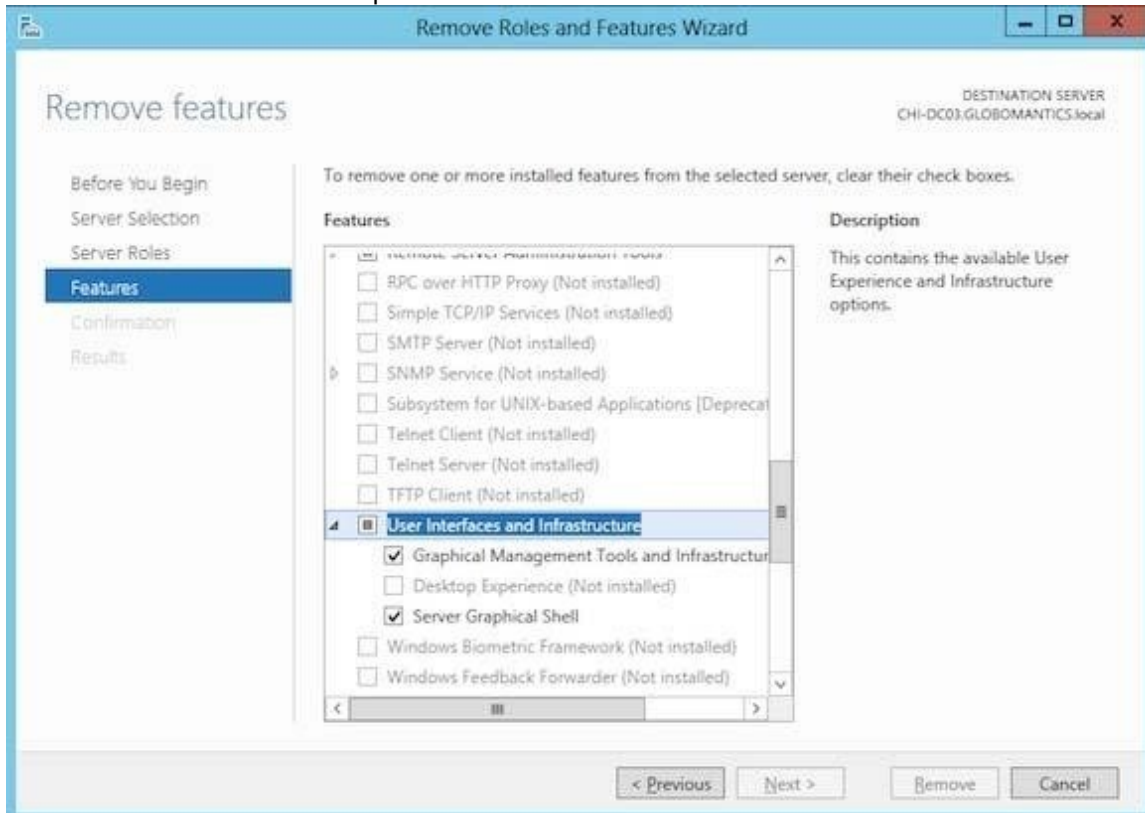 Remove Roles and Features Wizard
Remove features
DESTINATION SERVER
CHI-DC03.GLOBOMANTICS.local
Before You Begin
Server Selection
Server Roles
Features
Confirmation
Results
To remove one or more installed features from the selected server, clear their check boxes.
Features
Remote Server Administration Tools
RPC over HTTP Proxy (Not installed)
Simple TCP/IP Services (Not installed)
SMTP Server (Not installed)
SNMP Service (Not installed)
Subsystem for UNIX-based Applications [Deprecat
Telnet Client (Not installed)
Telnet Server (Not installed)
TFTP Client (Not installed)
User Interfaces and Infrastructure
Graphical Management Tools and Infrastructur
Desktop Experience (Not installed)
Server Graphical Shell
Windows Biometric Framework (Not installed)
Windows Feedback Forwarder (Not installed)
Description
This contains the available User
Experience and Infrastructure
options.
< Previous
Next >
Remove
Cancel